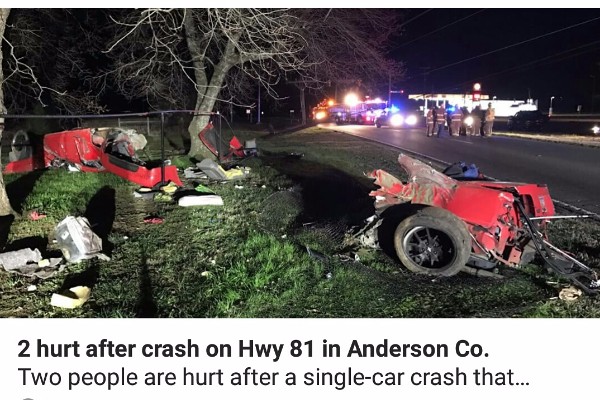 2 hurt after crash on Hwy 81 in Anderson Co.
Two people are hurt after a single-car crash that...